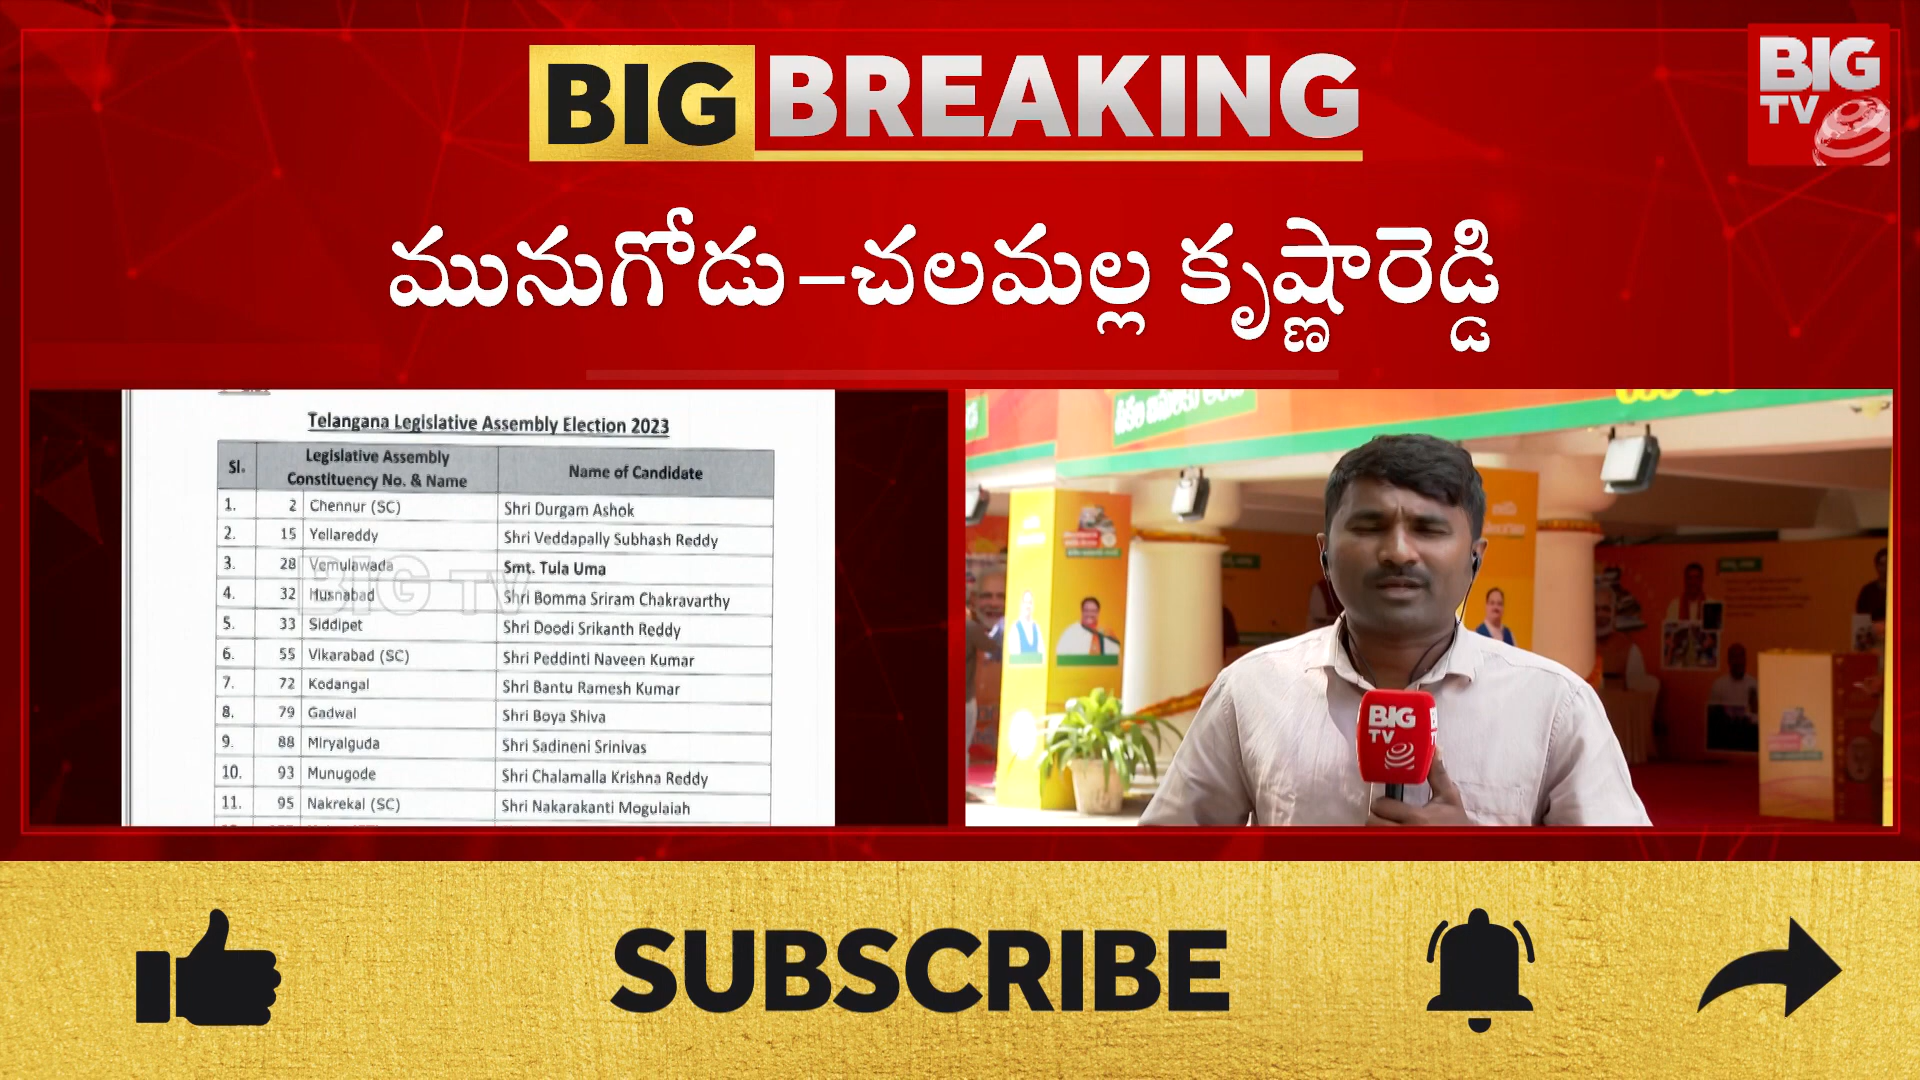 BIG BREAKING
BIG
TV
మునుగోడు-చలమల్ల కృష్ణారెడ్డి
Telangana Legislative Assembly Election 2023
Sl. Legislative Assembly Constituency No. & Name Name of Candidate
1. 2 Chennur (SC) Shri Durgam Ashok
2. 15 Yellareddy Shri Veddapally Subhash Reddy
3. 28 Vemulawada Smt. Tula Uma
4. 32 Husnabad Shri Bomma Sriram Chakravarthy
5. 33 Siddipet Shri Doodi Srikanth Reddy
6. 55 Vikarabad (SC) Shri Peddinti Naveen Kumar
7. 72 Kodangal Shri Bantu Ramesh Kumar
8. 79 Gadwal Shri Boya Shiva
9. 88 Miryalguda Shri Sadineni Srinivas
10. 93 Munugode Shri Chalamalla Krishna Reddy
11. 95 Nakrekal (SC) Shri Nakarakanti Mogulaiah
BIG TV
BIG
TV
SUBSCRIBE